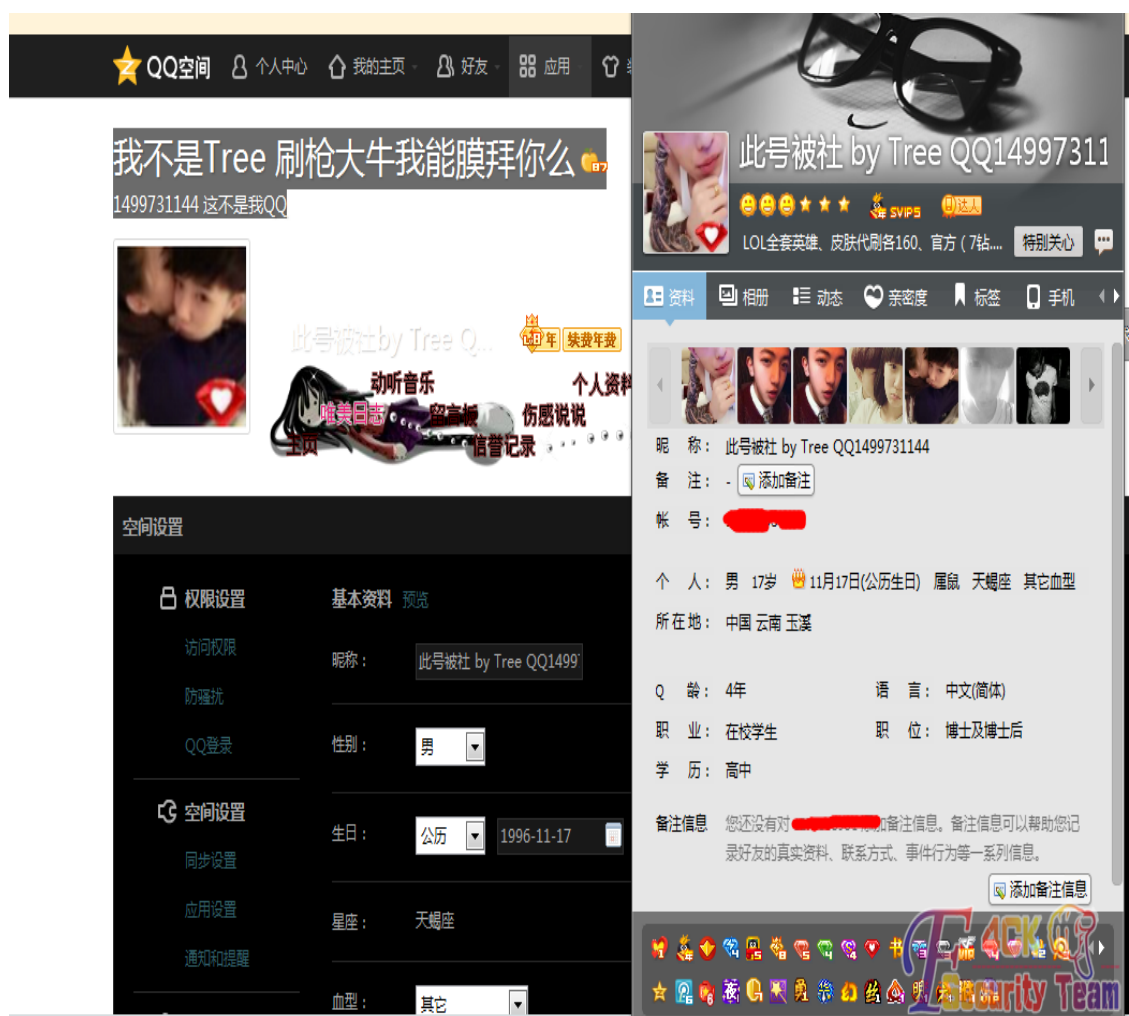 QQ空间 个人中心 我的主页 好友 应用
我不是Tree 刷枪大牛我能膜拜你么 87
1499731144 这不是我QQ
此号被社by Tree Q...
年 续费年费
动听音乐 个人资料
唯美日志 留言板 伤感说说
主页 信誉记录
空间设置
权限设置
访问权限
防骚扰
QQ登录
空间设置
同步设置
应用设置
通知和提醒
基本资料 预览
昵称： 此号被社 by Tree QQ1499
性别： 男
生日： 公历 1996-11-17
星座： 天蝎座
血型： 其它
此号被社 by Tree QQ14997311
年 SVIP5 达人
LOL全套英雄、皮肤代刷各160、官方（7钻.... 特别关心
资料 相册 动态 亲密度 标签 手机
昵 称： 此号被社 by Tree QQ1499731144
备 注： - 添加备注
帐 号：
个 人： 男 17岁 11月17日(公历生日) 属鼠 天蝎座 其它血型
所在地： 中国 云南 玉溪
Q 龄： 4年 语 言： 中文(简体)
职 业： 在校学生 职 位： 博士及博士后
学 历： 高中
备注信息 您还没有对 加备注信息。备注信息可以帮助您记
录好友的真实资料、联系方式、事件行为等一系列信息。
添加备注信息
Security Team